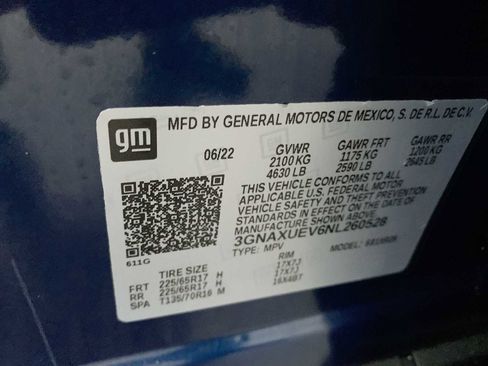 gm
MFD BY GENERAL MOTORS DE MEXICO, S. DE R.L. DE C.V.
06/22 GVWR GAWR FRT GAWR RR
2100 KG 1175 KG 1200 KG
4630 LB 2590 LB 2645 LB
THIS VEHICLE CONFORMS TO ALL
APPLICABLE U.S. FEDERAL MOTOR
VEHICLE SAFETY AND THEFT PREVENTION
STANDARDS IN EFFECT ON THE DATE
OF MANUFACTURE SHOWN ABOVE.
3GNAXUEV6NL260528
611G
TYPE: MPV MODEL:
TIRE SIZE RIM
FRT 225/65R17 H 17X7J
RR 225/65R17 H 17X7J
SPA T135/70R16 M 16X4BT